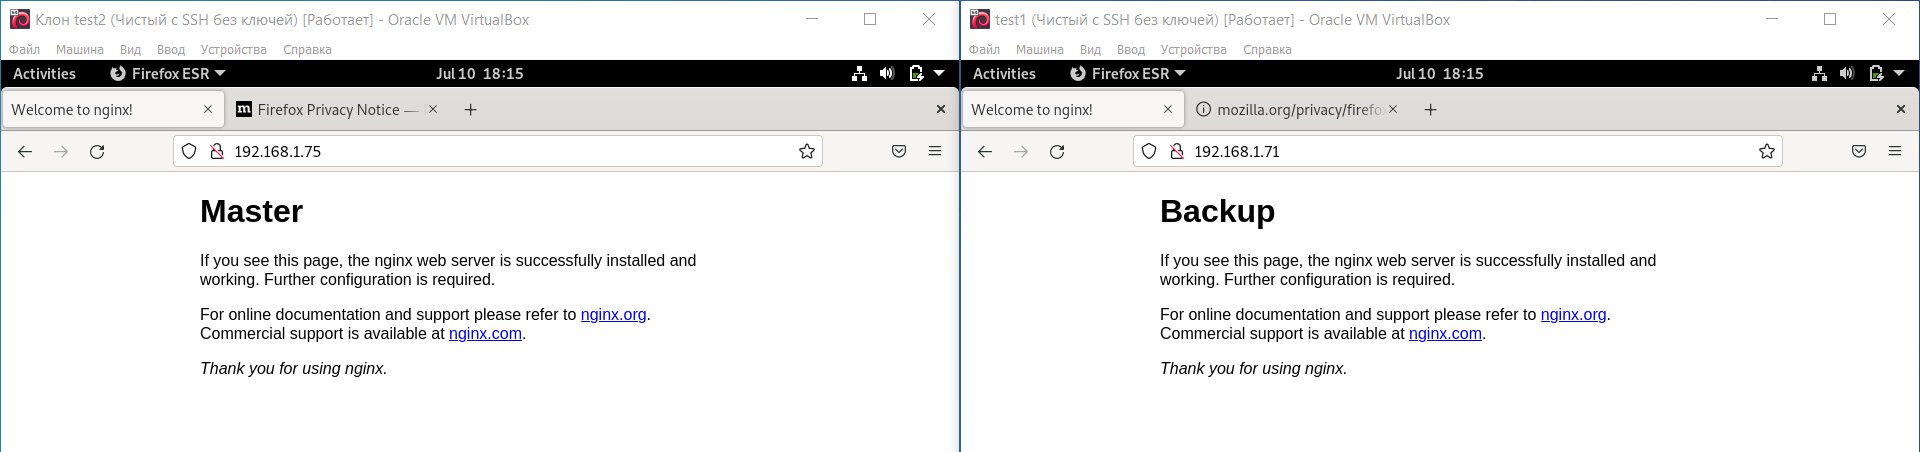 Клон test2 (Чистый с SSH без ключей) [Работает] - Oracle VM VirtualBox
Файл Машина Вид Ввод Устройства Справка
Activities Firefox ESR Jul 10 18:15
Welcome to nginx! Firefox Privacy Notice —
192.168.1.75
Master
If you see this page, the nginx web server is successfully installed and
working. Further configuration is required.
For online documentation and support please refer to nginx.org.
Commercial support is available at nginx.com.
Thank you for using nginx.
test1 (Чистый с SSH без ключей) [Работает] - Oracle VM VirtualBox
Файл Машина Вид Ввод Устройства Справка
Activities Firefox ESR Jul 10 18:15
Welcome to nginx! mozilla.org/privacy/firefo
192.168.1.71
Backup
If you see this page, the nginx web server is successfully installed and
working. Further configuration is required.
For online documentation and support please refer to nginx.org.
Commercial support is available at nginx.com.
Thank you for using nginx.